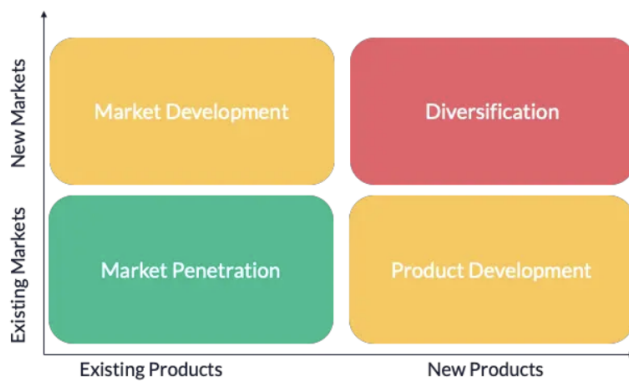 New Markets
Market Development
Diversification
Existing Markets
Market Penetration
Product Development
Existing Products
New Products